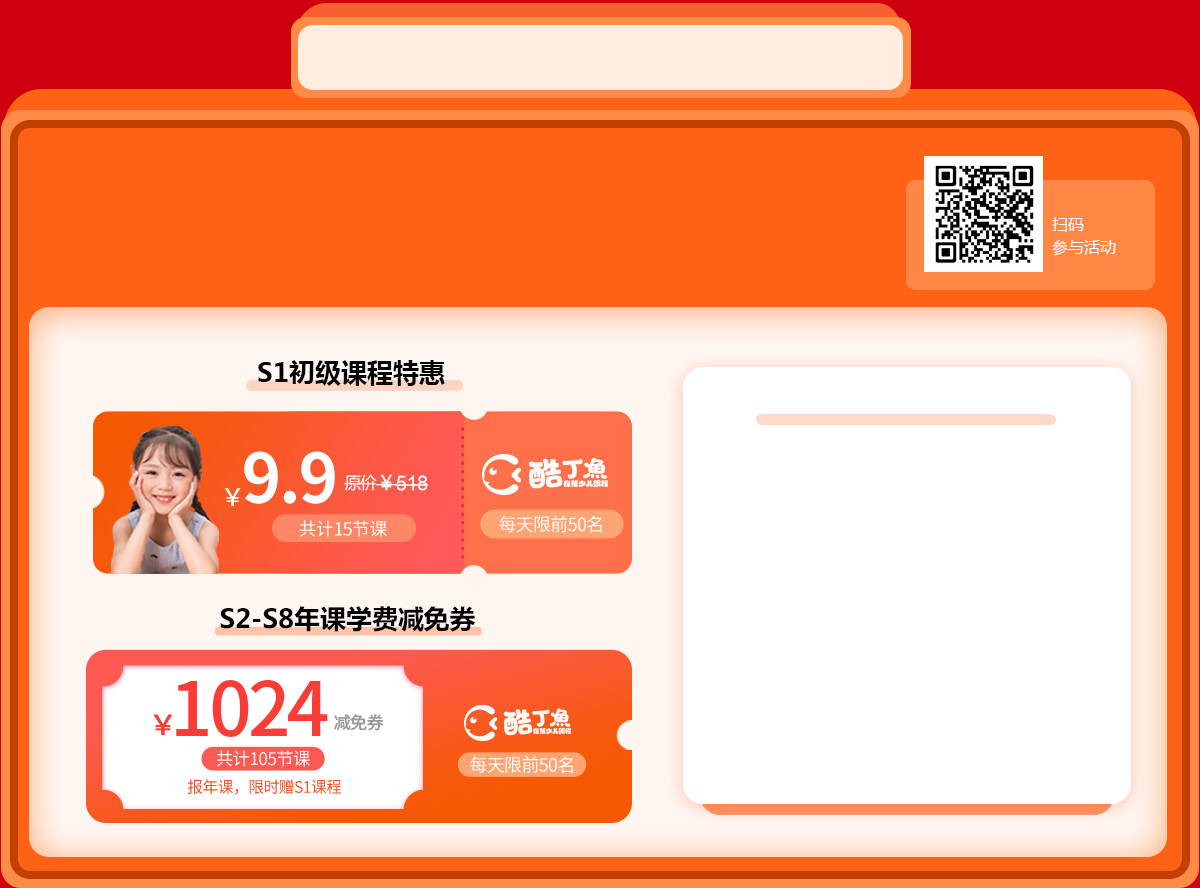 扫码
参与活动
S1初级课程特惠
¥9.9 原价¥518
共计15节课
酷丁魚
在线少儿编程
每天限前50名
S2-S8年课学费减免券
¥1024 减免券
共计105节课
报年课，限时赠S1课程
酷丁魚
在线少儿编程
每天限前50名